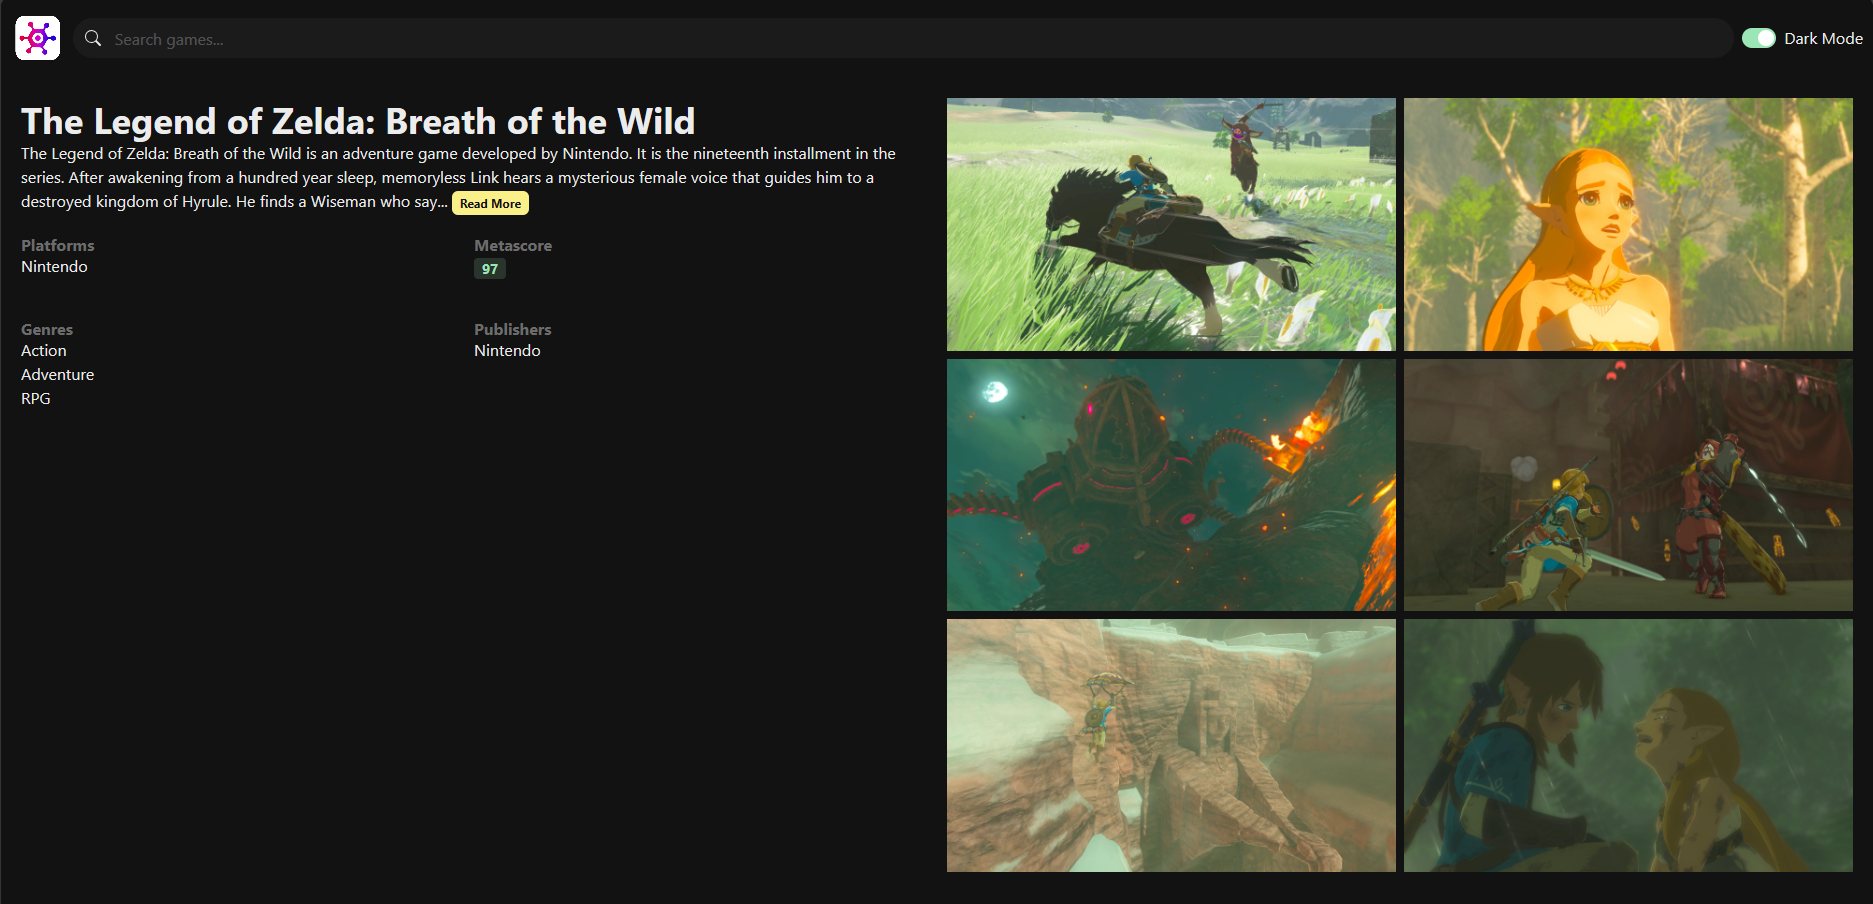 Search games...
Dark Mode
The Legend of Zelda: Breath of the Wild
The Legend of Zelda: Breath of the Wild is an adventure game developed by Nintendo. It is the nineteenth installment in the
series. After awakening from a hundred year sleep, memoryless Link hears a mysterious female voice that guides him to a
destroyed kingdom of Hyrule. He finds a Wiseman who say... Read More
Platforms
Nintendo
Metascore
97
Genres
Action
Adventure
RPG
Publishers
Nintendo